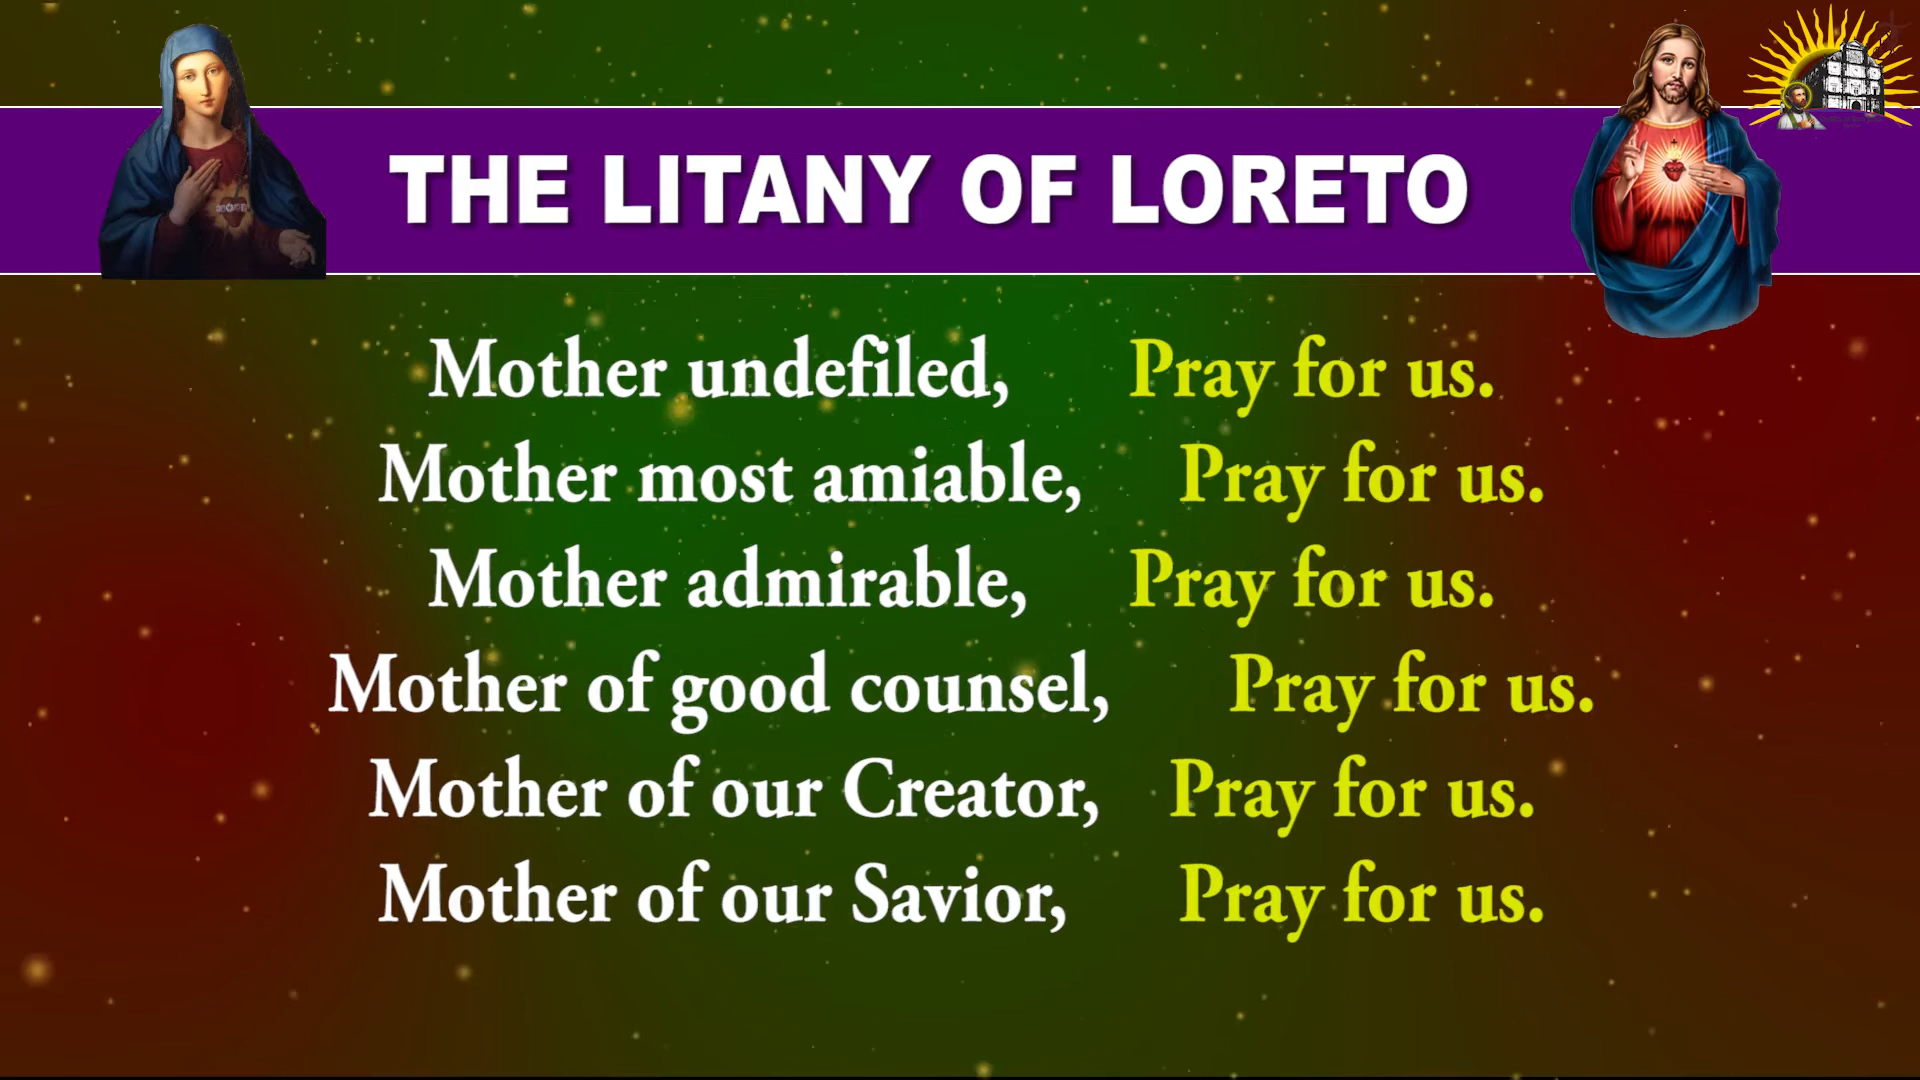 THE LITANY OF LORETO
Mother undefiled, Pray for us.
Mother most amiable, Pray for us.
Mother admirable, Pray for us.
Mother of good counsel, Pray for us.
Mother of our Creator, Pray for us.
Mother of our Savior, Pray for us.